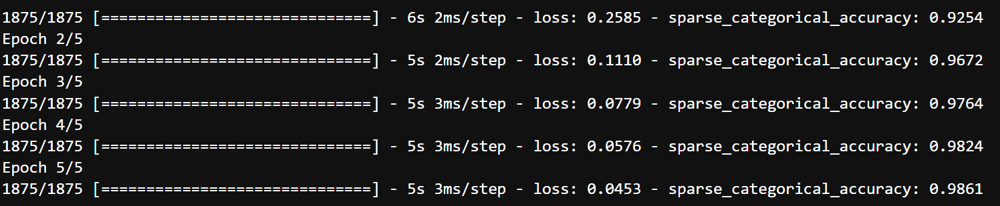 1875/1875 [==============================] - 6s 2ms/step - loss: 0.2585 - sparse_categorical_accuracy: 0.9254
Epoch 2/5
1875/1875 [==============================] - 5s 2ms/step - loss: 0.1110 - sparse_categorical_accuracy: 0.9672
Epoch 3/5
1875/1875 [==============================] - 5s 3ms/step - loss: 0.0779 - sparse_categorical_accuracy: 0.9764
Epoch 4/5
1875/1875 [==============================] - 5s 3ms/step - loss: 0.0576 - sparse_categorical_accuracy: 0.9824
Epoch 5/5
1875/1875 [==============================] - 5s 3ms/step - loss: 0.0453 - sparse_categorical_accuracy: 0.9861